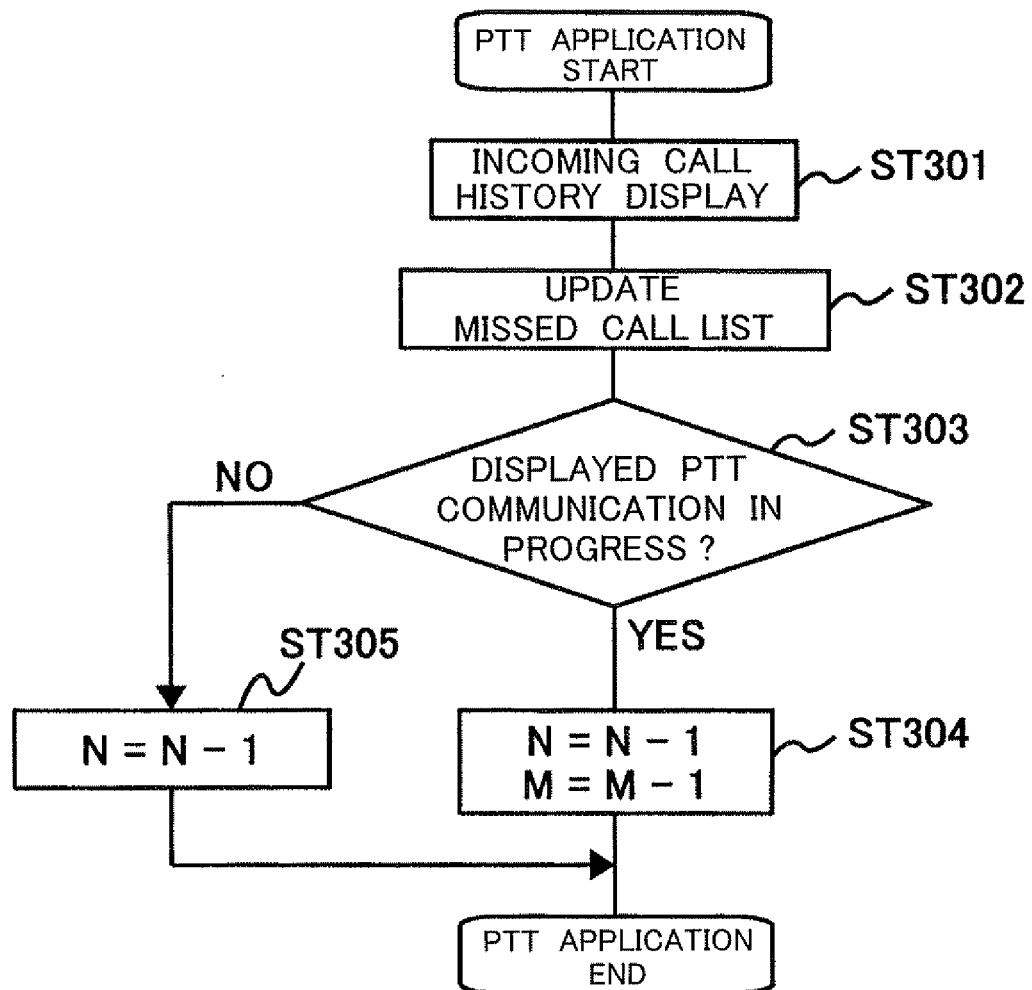 PTT APPLICATION
START
INCOMING CALL
HISTORY DISPLAY
ST301
UPDATE
MISSED CALL LIST
ST302
DISPLAYED PTT
COMMUNICATION IN
PROGRESS ?
ST303
NO
YES
ST305
N = N - 1
N = N - 1
M = M - 1
ST304
PTT APPLICATION
END